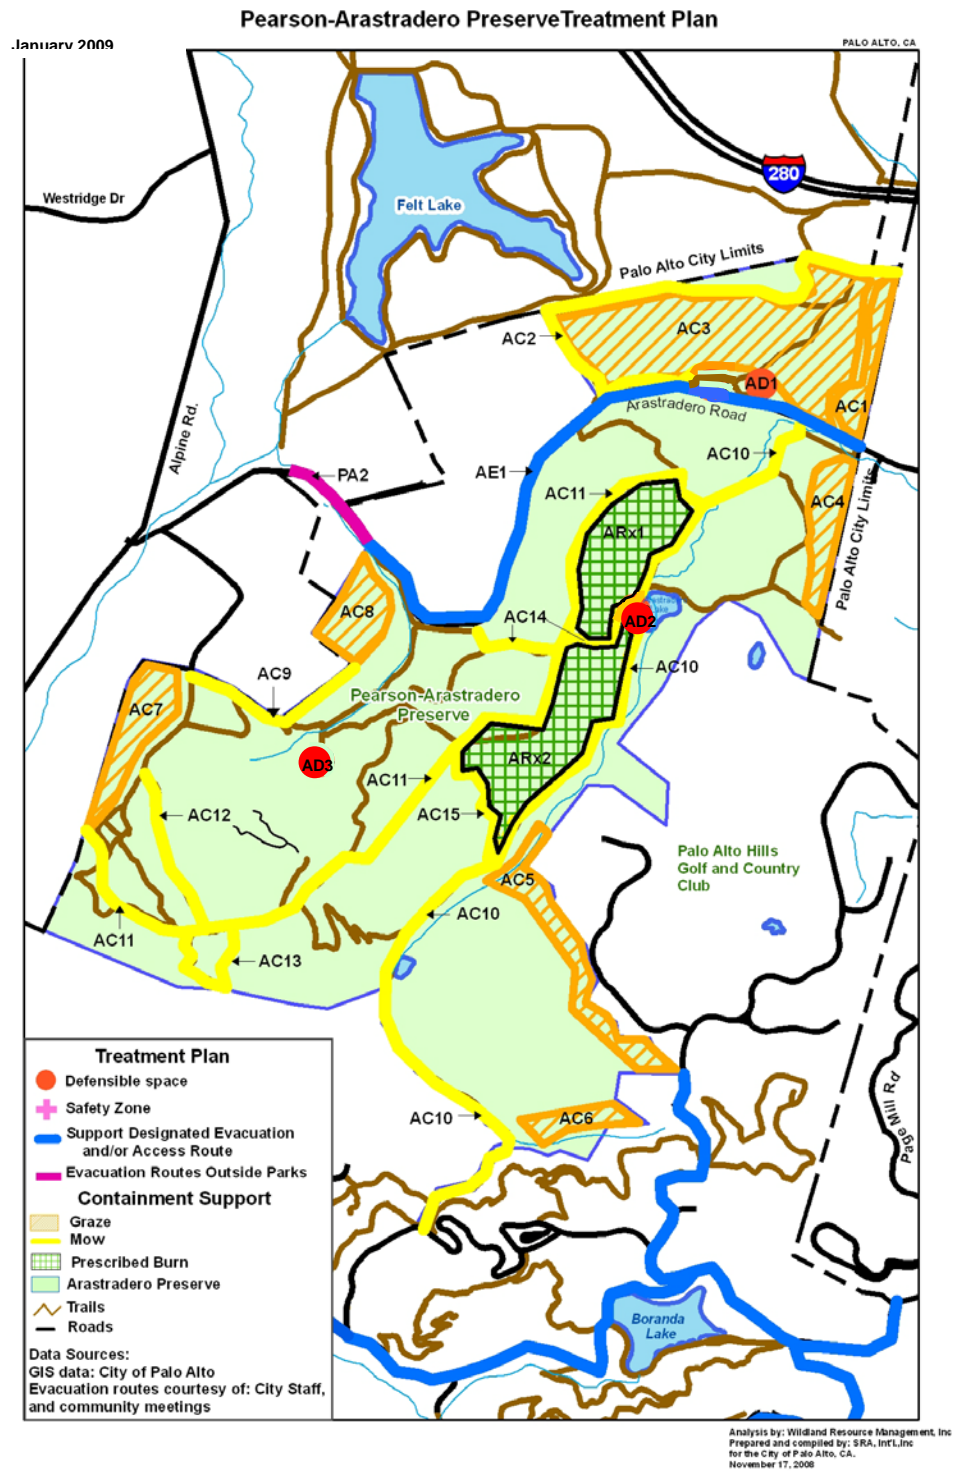 Pearson-Arastradero PreserveTreatment Plan
January 2009
PALO ALTO, CA
280
Westridge Dr
Felt Lake
Palo Alto City Limits
AC3
AC2
AD1
Arastradero Road
AC1
Alpine Rd.
AC10
PA2
AE1
AC11
AC4
Palo Alto City Limits
ARx1
AC8
AC14
AD2
Lake
AC10
AC9
Pearson-Arastradero
Preserve
AC7
ARx2
AD3
AC11
AC12
AC15
Palo Alto Hills
Golf and Country
Club
AC5
AC10
AC11
AC13
Treatment Plan
Defensible space
Safety Zone
Support Designated Evacuation
and/or Access Route
Evacuation Routes Outside Parks
Containment Support
Graze
Mow
Prescribed Burn
Arastradero Preserve
Trails
Roads
Data Sources:
GIS data: City of Palo Alto
Evacuation routes courtesy of: City Staff,
and community meetings
AC10
AC6
Page Mill Rd
Boranda
Lake
Analysis by: Wildland Resource Management, Inc
Prepared and compiled by: SRA, Int'l.,Inc
for the City of Palo Alto, CA.
November 17, 2008